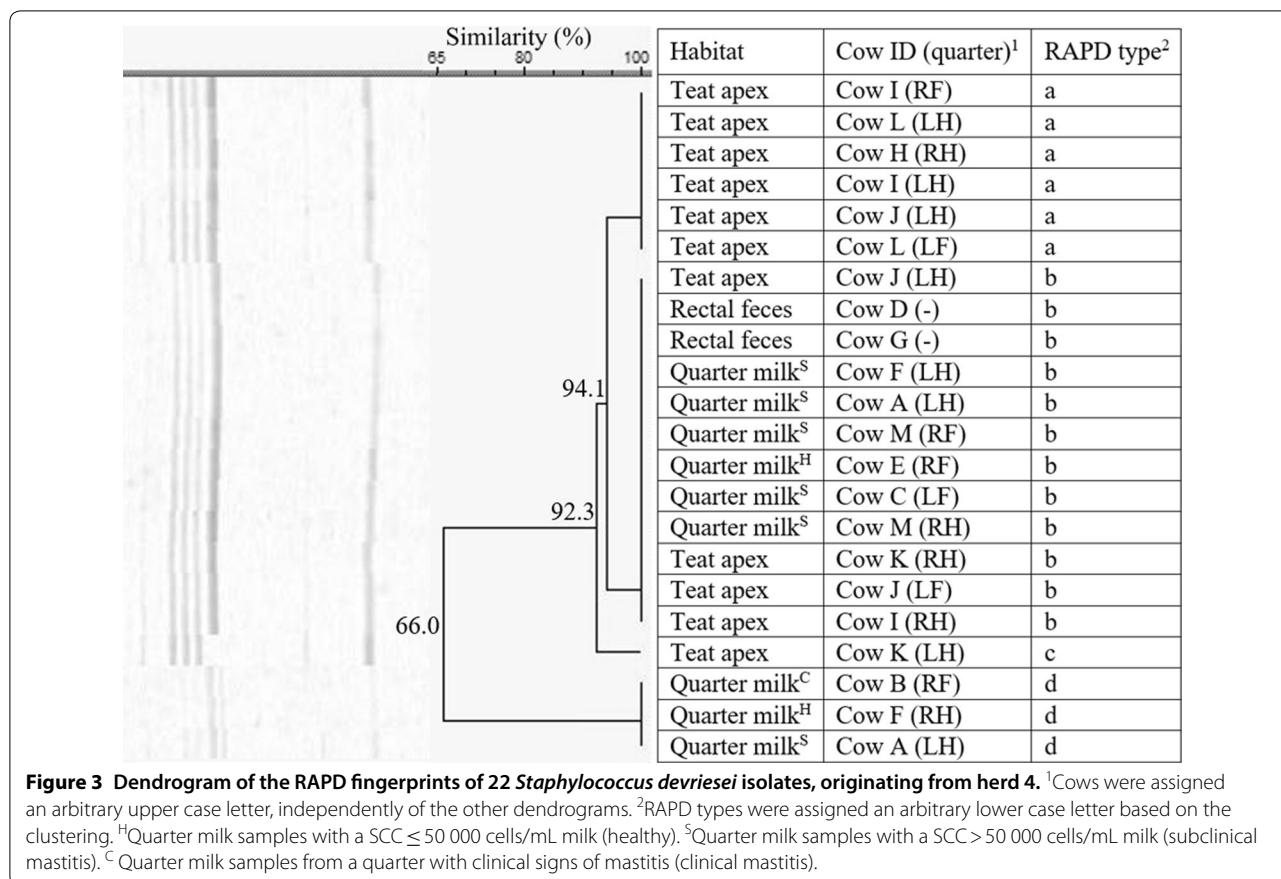 Similarity (%)
65 80 100
Habitat Cow ID (quarter)¹ RAPD type²
Teat apex Cow I (RF) a
Teat apex Cow L (LH) a
Teat apex Cow H (RH) a
Teat apex Cow I (LH) a
Teat apex Cow J (LH) a
Teat apex Cow L (LF) a
Teat apex Cow J (LH) b
Rectal feces Cow D (-) b
Rectal feces Cow G (-) b
Quarter milkˢ Cow F (LH) b
94.1
Quarter milkˢ Cow A (LH) b
Quarter milkˢ Cow M (RF) b
Quarter milkᴴ Cow E (RF) b
Quarter milkˢ Cow C (LF) b
92.3
Quarter milkˢ Cow M (RH) b
Teat apex Cow K (RH) b
Teat apex Cow J (LF) b
66.0
Teat apex Cow I (RH) b
Teat apex Cow K (LH) c
Quarter milkᶜ Cow B (RF) d
Quarter milkᴴ Cow F (RH) d
Quarter milkˢ Cow A (LH) d
Figure 3 Dendrogram of the RAPD fingerprints of 22 Staphylococcus devriesei isolates, originating from herd 4. ¹Cows were assigned
an arbitrary upper case letter, independently of the other dendrograms. ²RAPD types were assigned an arbitrary lower case letter based on the
clustering. ᴴQuarter milk samples with a SCC ≤ 50 000 cells/mL milk (healthy). ˢQuarter milk samples with a SCC > 50 000 cells/mL milk (subclinical
mastitis). ᶜ Quarter milk samples from a quarter with clinical signs of mastitis (clinical mastitis).